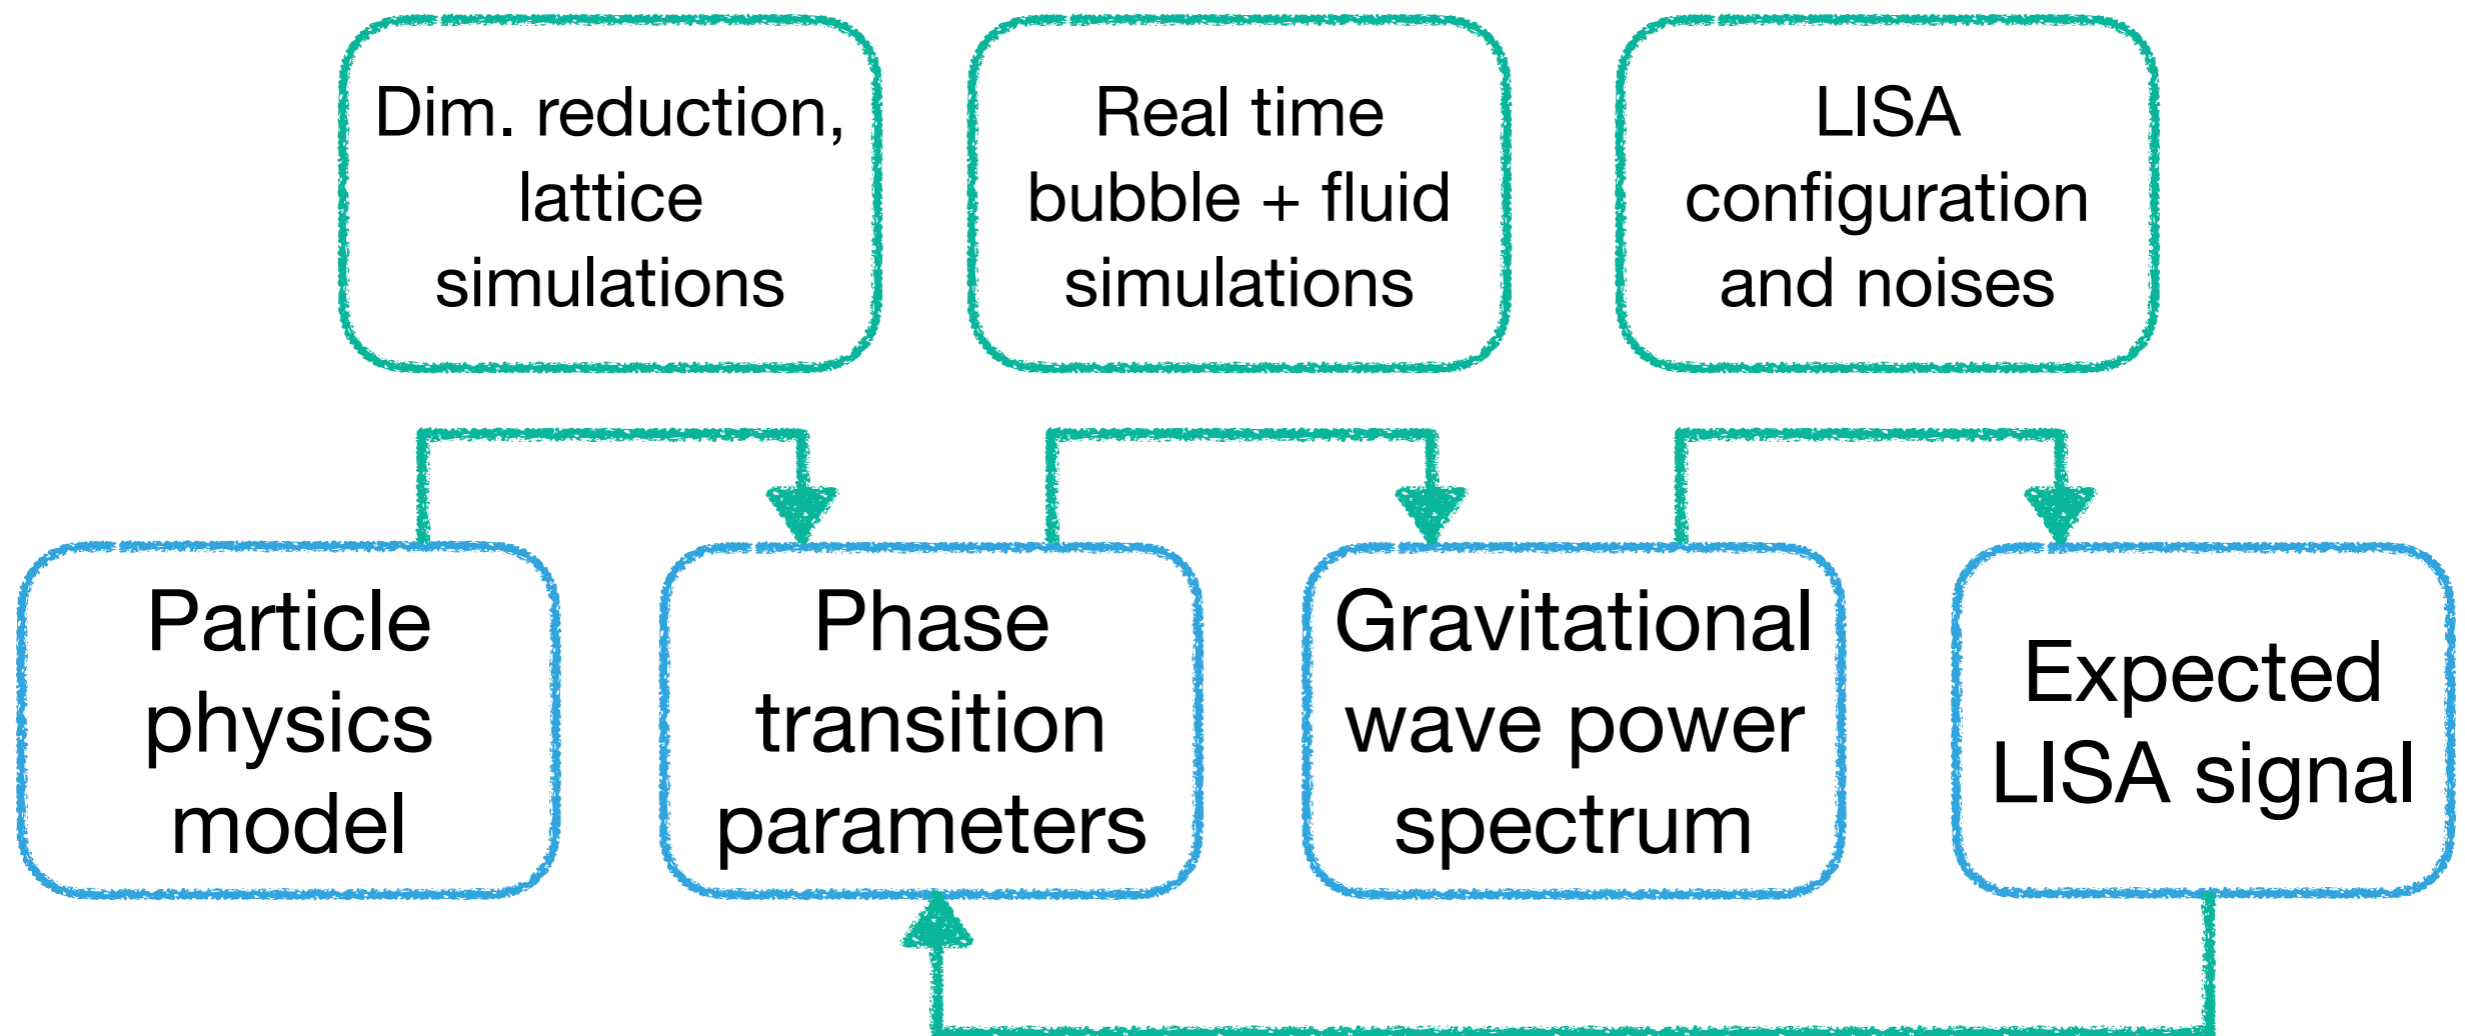 Dim. reduction,
lattice
simulations
Real time
bubble + fluid
simulations
LISA
configuration
and noises
Particle
physics
model
Phase
transition
parameters
Gravitational
wave power
spectrum
Expected
LISA signal